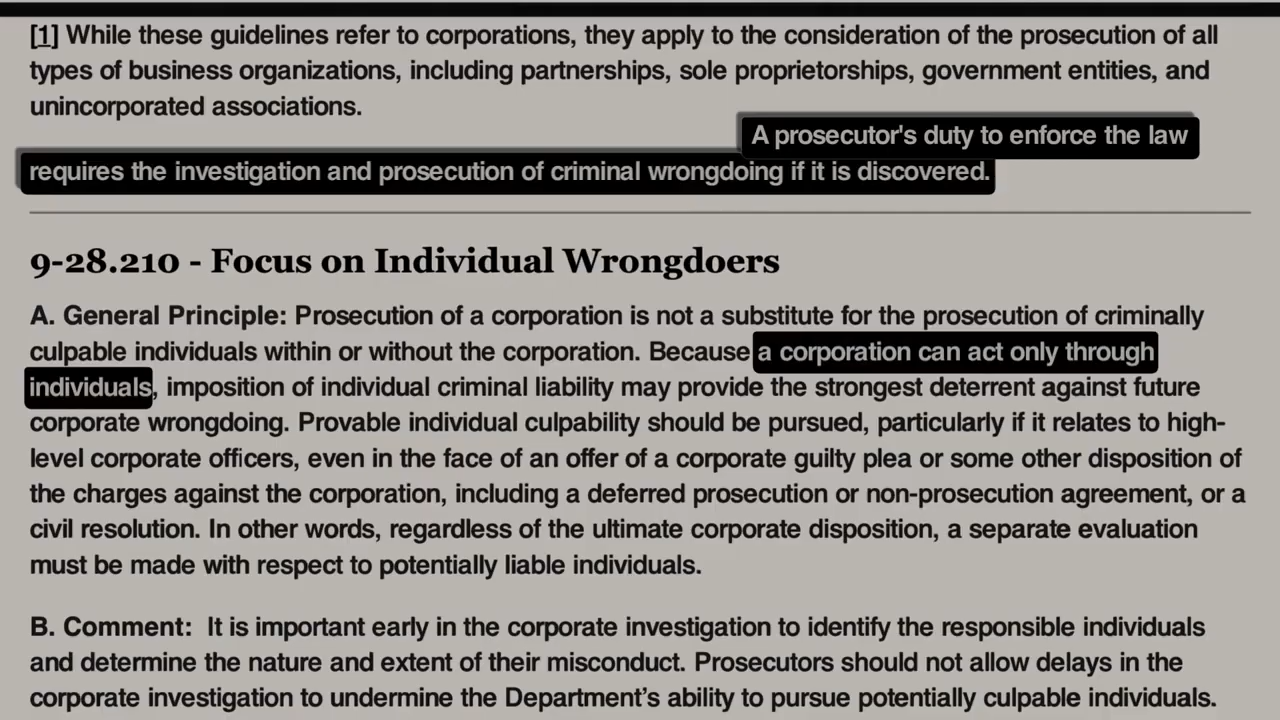 [1] While these guidelines refer to corporations, they apply to the consideration of the prosecution of all
types of business organizations, including partnerships, sole proprietorships, government entities, and
unincorporated associations.
A prosecutor's duty to enforce the law
requires the investigation and prosecution of criminal wrongdoing if it is discovered.
9-28.210 - Focus on Individual Wrongdoers
A. General Principle: Prosecution of a corporation is not a substitute for the prosecution of criminally
culpable individuals within or without the corporation. Because a corporation can act only through
individuals, imposition of individual criminal liability may provide the strongest deterrent against future
corporate wrongdoing. Provable individual culpability should be pursued, particularly if it relates to high-
level corporate officers, even in the face of an offer of a corporate guilty plea or some other disposition of
the charges against the corporation, including a deferred prosecution or non-prosecution agreement, or a
civil resolution. In other words, regardless of the ultimate corporate disposition, a separate evaluation
must be made with respect to potentially liable individuals.
B. Comment: It is important early in the corporate investigation to identify the responsible individuals
and determine the nature and extent of their misconduct. Prosecutors should not allow delays in the
corporate investigation to undermine the Department’s ability to pursue potentially culpable individuals.